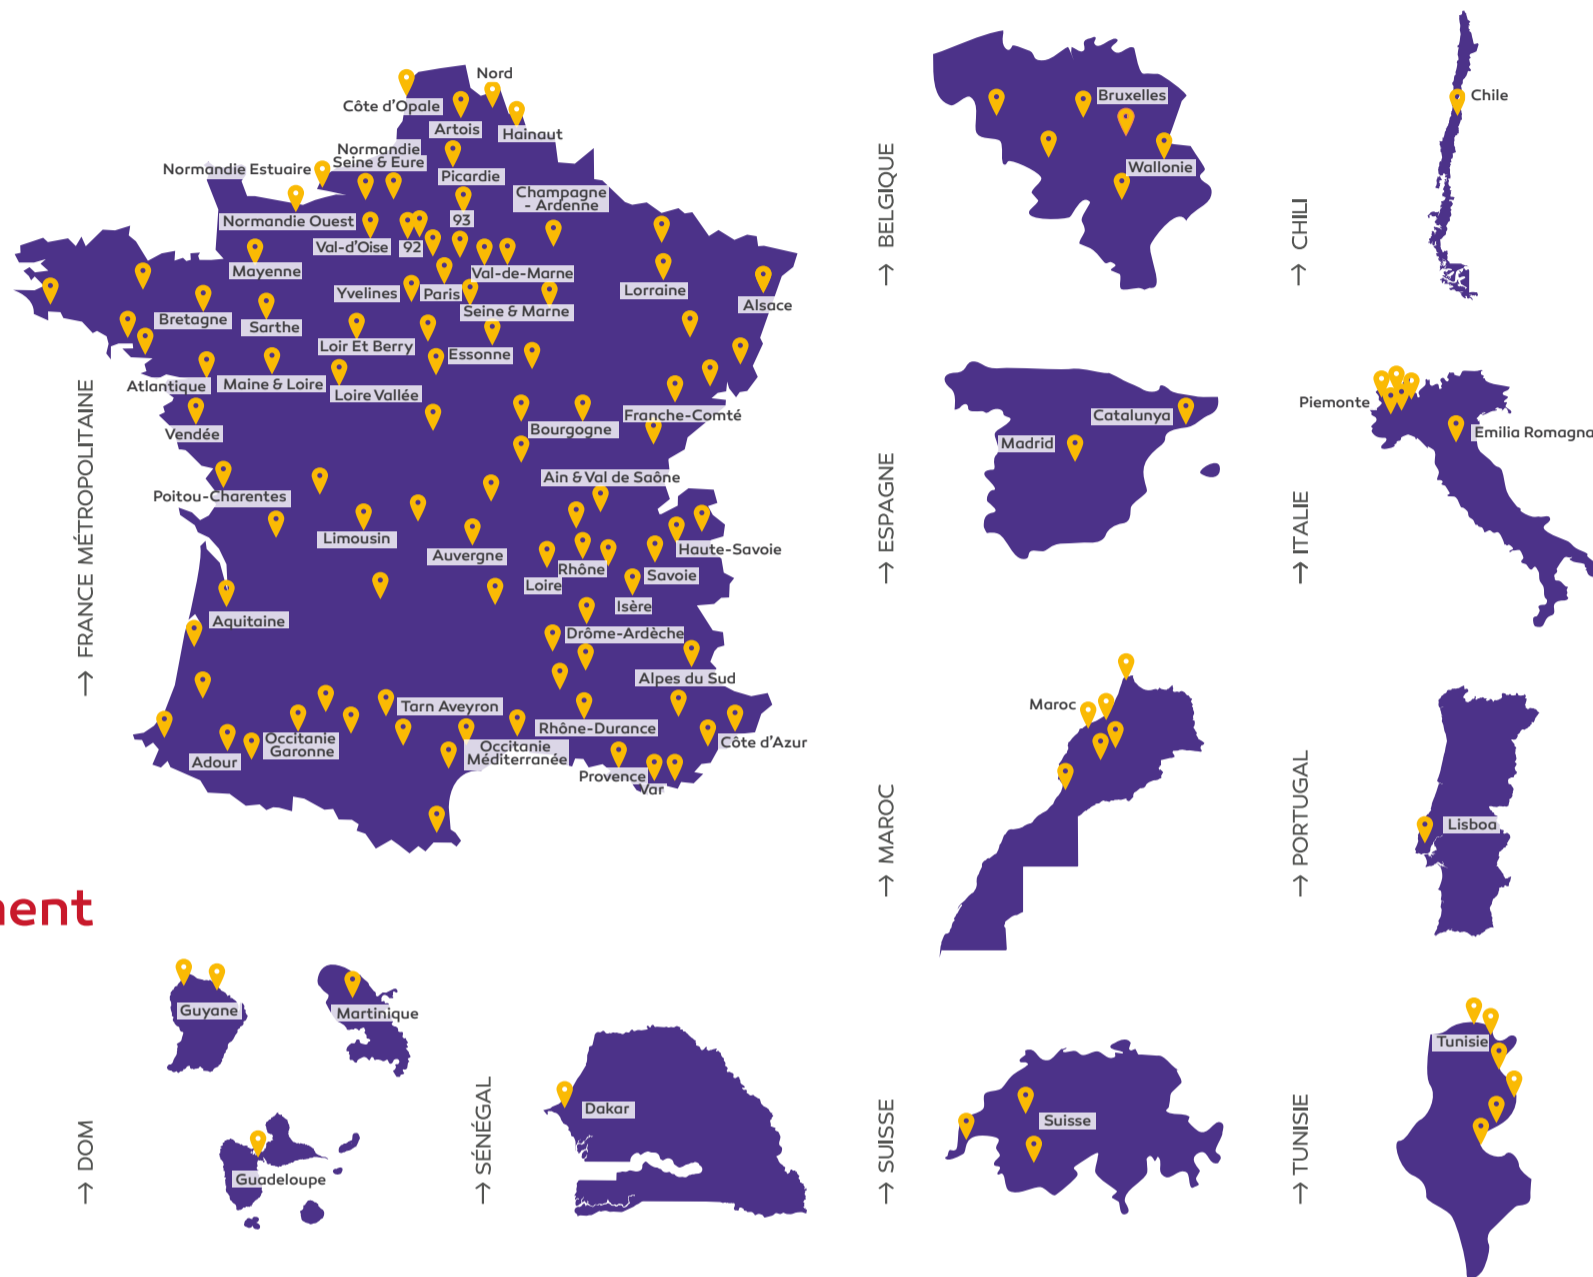 Nord
Côte d'Opale
Artois
Hainaut
Normandie
Seine & Eure
Normandie Estuaire
Picardie
Champagne
- Ardenne
Normandie Ouest
93
Val-d'Oise
92
Mayenne
Val-de-Marne
Yvelines
Paris
Lorraine
Alsace
Seine & Marne
Bretagne
Sarthe
Loir Et Berry
Essonne
Atlantique
Maine & Loire
Loire Vallée
Franche-Comté
Vendée
Bourgogne
Ain & Val de Saône
Poitou-Charentes
Limousin
Auvergne
Haute-Savoie
Rhône
Loire
Savoie
Isère
Aquitaine
Drôme-Ardèche
Alpes du Sud
Tarn Aveyron
Rhône-Durance
Occitanie
Garonne
Occitanie
Méditerranée
Côte d'Azur
Adour
Provence
Var
→ FRANCE MÉTROPOLITAINE
Bruxelles
Wallonie
→ BELGIQUE
Chile
→ CHILI
Catalunya
Madrid
→ ESPAGNE
Piemonte
Emilia Romagna
→ ITALIE
Maroc
→ MAROC
Lisboa
→ PORTUGAL
ment
Guyane
Martinique
Guadeloupe
→ DOM
Dakar
→ SÉNÉGAL
Suisse
→ SUISSE
Tunisie
→ TUNISIE